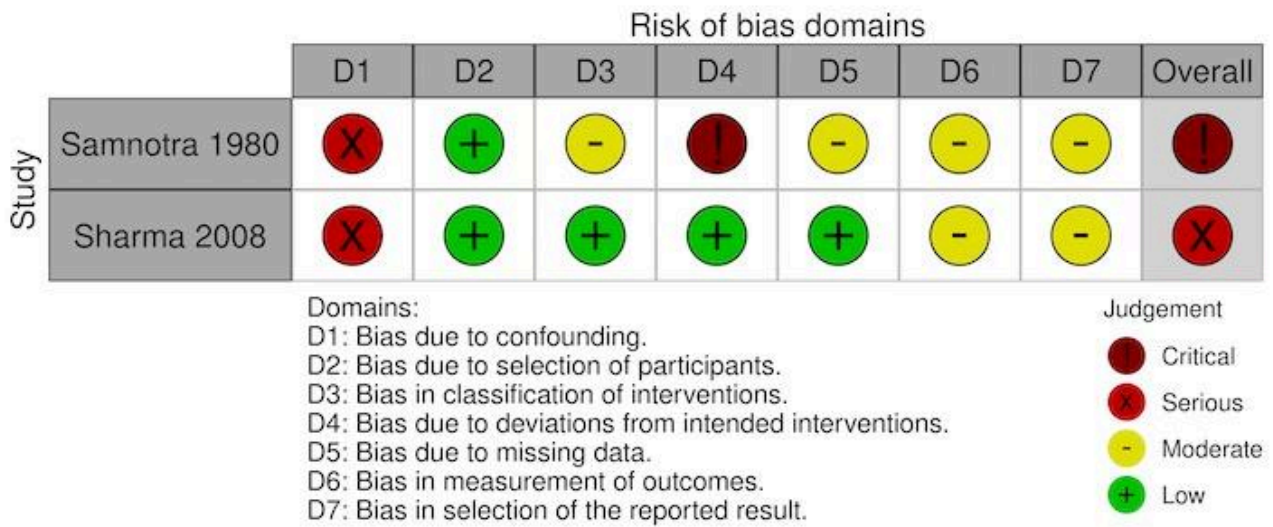 Risk of bias domains
D1 D2 D3 D4 D5 D6 D7 Overall
Study
Samnotra 1980 X + - ! - - - !
Sharma 2008 X + + + + - - X
Domains:
D1: Bias due to confounding.
D2: Bias due to selection of participants.
D3: Bias in classification of interventions.
D4: Bias due to deviations from intended interventions.
D5: Bias due to missing data.
D6: Bias in measurement of outcomes.
D7: Bias in selection of the reported result.
Judgement
! Critical
X Serious
- Moderate
+ Low